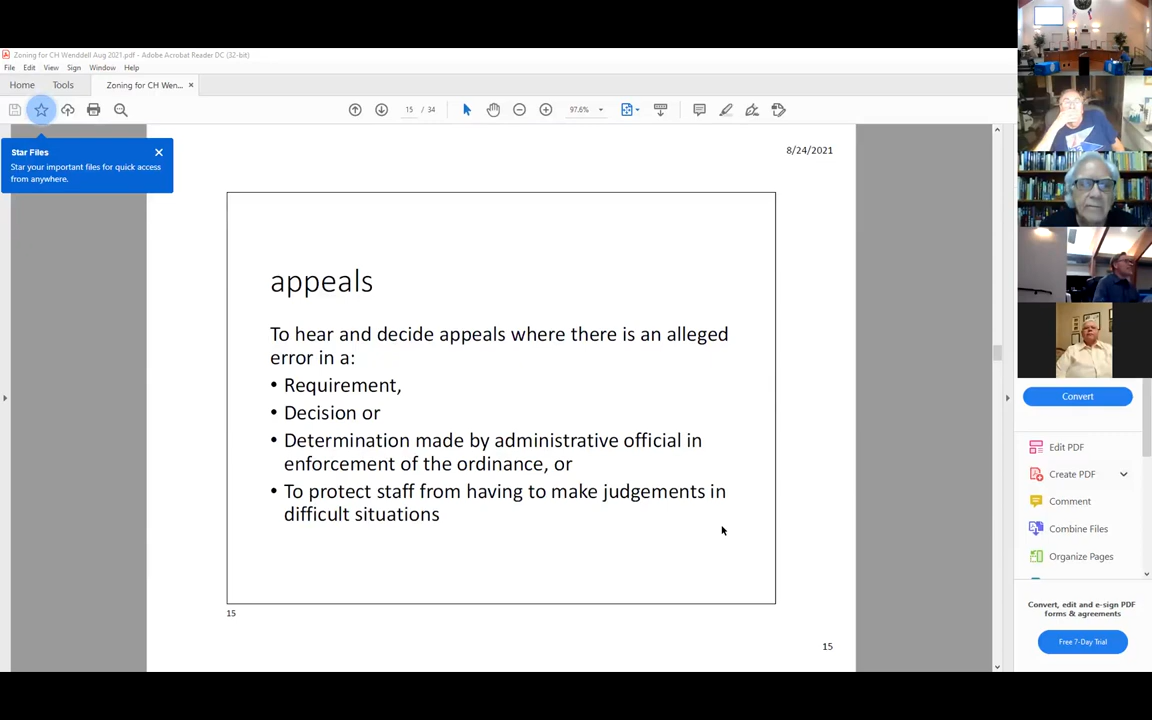 Zoning for CH Wenddell Aug 2021.pdf - Adobe Acrobat Reader DC (32-bit)
File Edit View Sign Window Help
Home Tools Zoning for CH Wen... ×
15 / 34 97.6%
Star Files
Star your important files for quick access
from anywhere.
8/24/2021
appeals
To hear and decide appeals where there is an alleged
error in a:
• Requirement,
• Decision or
• Determination made by administrative official in
enforcement of the ordinance, or
• To protect staff from having to make judgements in
difficult situations
15
15
Convert
Edit PDF
Create PDF
Comment
Combine Files
Organize Pages
Convert, edit and e-sign PDF
forms & agreements
Free 7-Day Trial